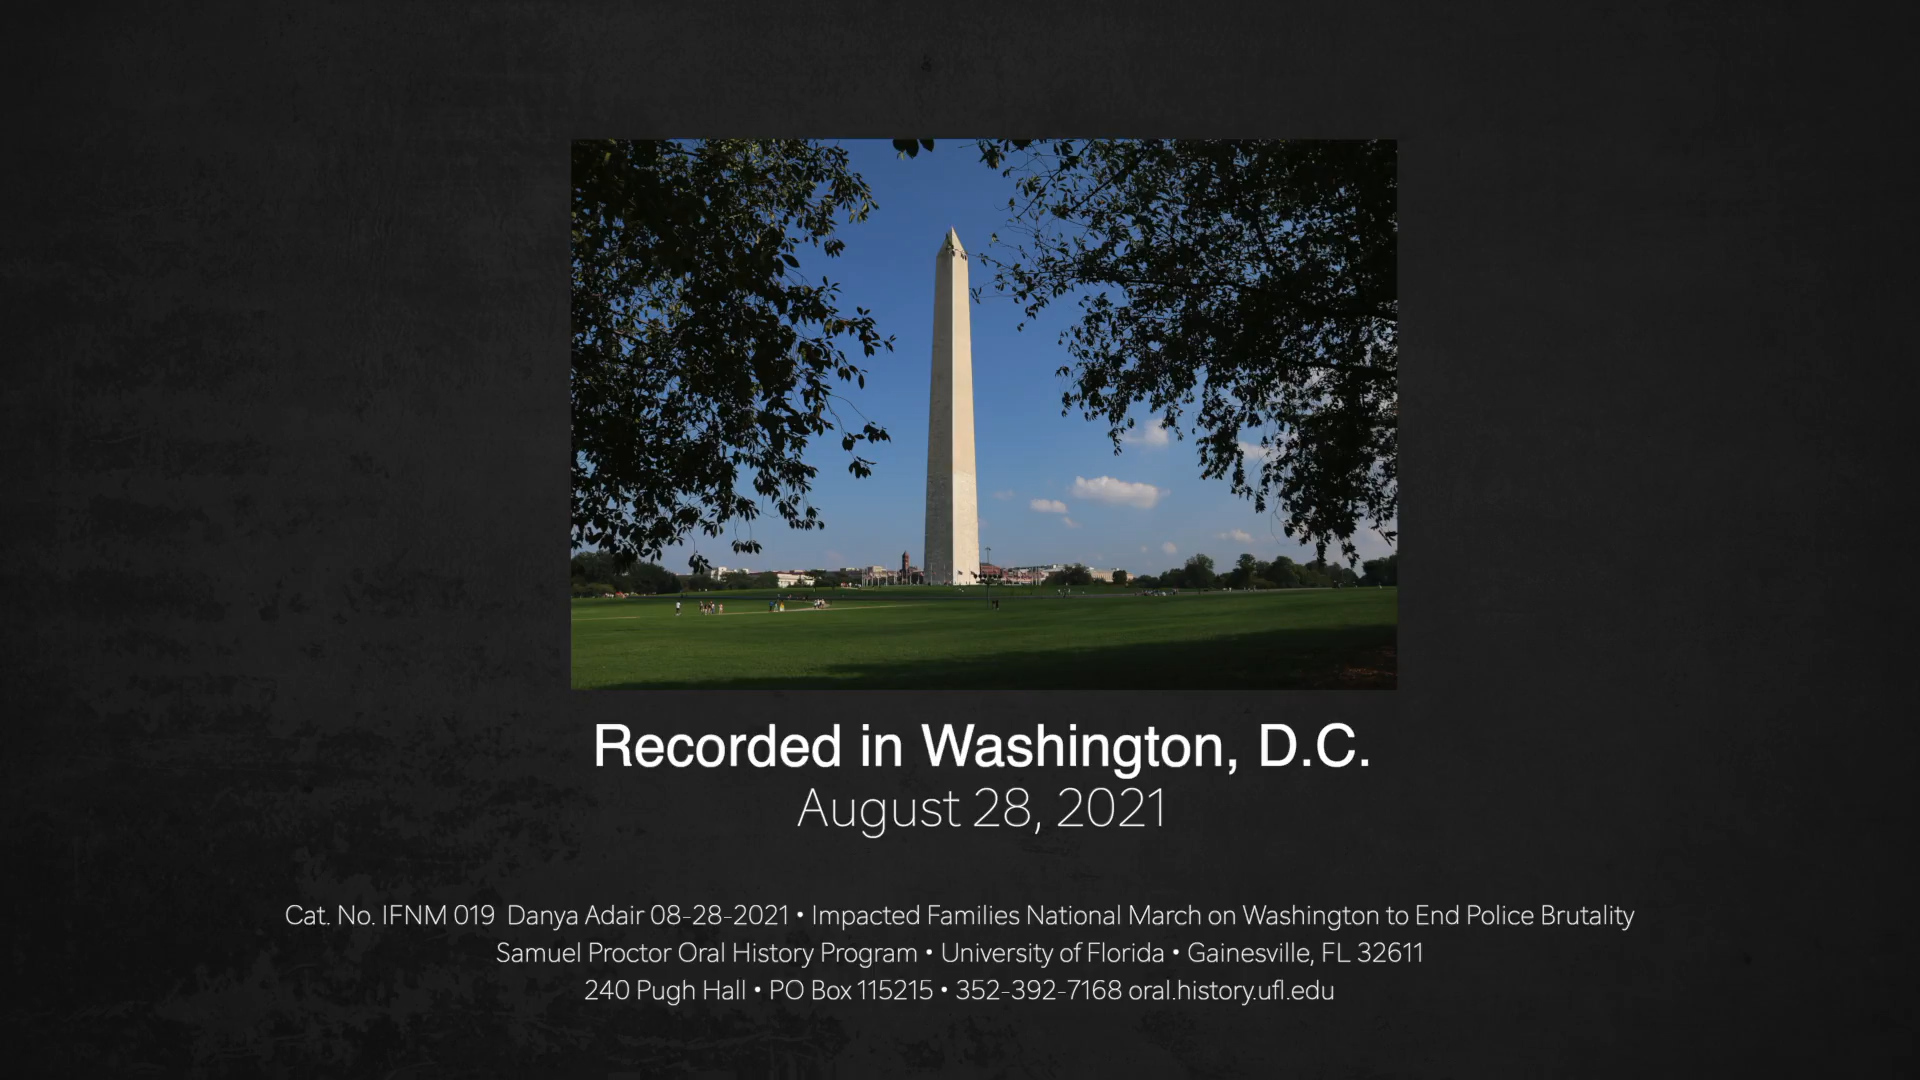 Recorded in Washington, D.C.
August 28, 2021
Cat. No. IFNM 019 Danya Adair 08-28-2021 • Impacted Families National March on Washington to End Police Brutality
Samuel Proctor Oral History Program • University of Florida • Gainesville, FL 32611
240 Pugh Hall • PO Box 115215 • 352-392-7168 oral.history.ufl.edu